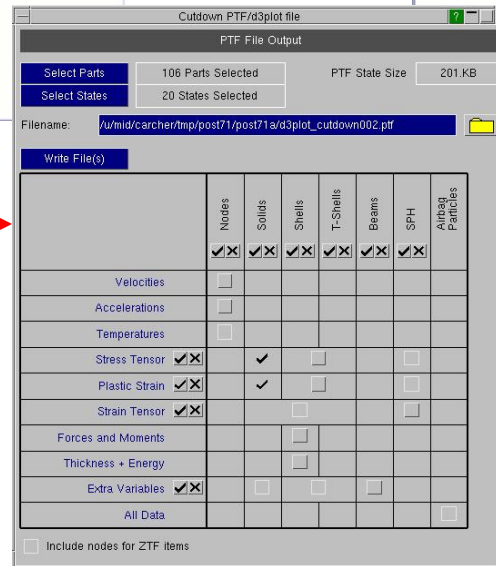 Cutdown PTF/d3plot file
?
PTF File Output
Select Parts 106 Parts Selected PTF State Size 201.KB
Select States 20 States Selected
Filename: /u/mid/carcher/tmp/post71/post71a/d3plot_cutdown002.ptf
Write File(s)
Nodes Solids Shells T-Shells Beams SPH Airbag Particles
Velocities
Accelerations
Temperatures
Stress Tensor
Plastic Strain
Strain Tensor
Forces and Moments
Thickness + Energy
Extra Variables
All Data
Include nodes for ZTF items